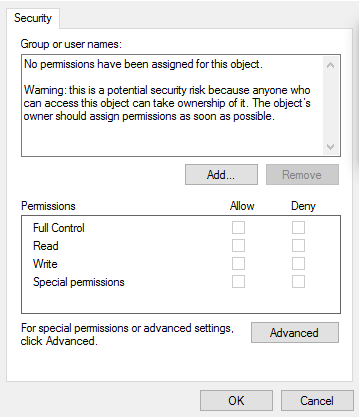 Security
Group or user names:
No permissions have been assigned for this object.
Warning: this is a potential security risk because anyone who
can access this object can take ownership of it. The object's
owner should assign permissions as soon as possible.
Add... Remove
Permissions Allow Deny
Full Control
Read
Write
Special permissions
For special permissions or advanced settings,
click Advanced.
Advanced
OK Cancel